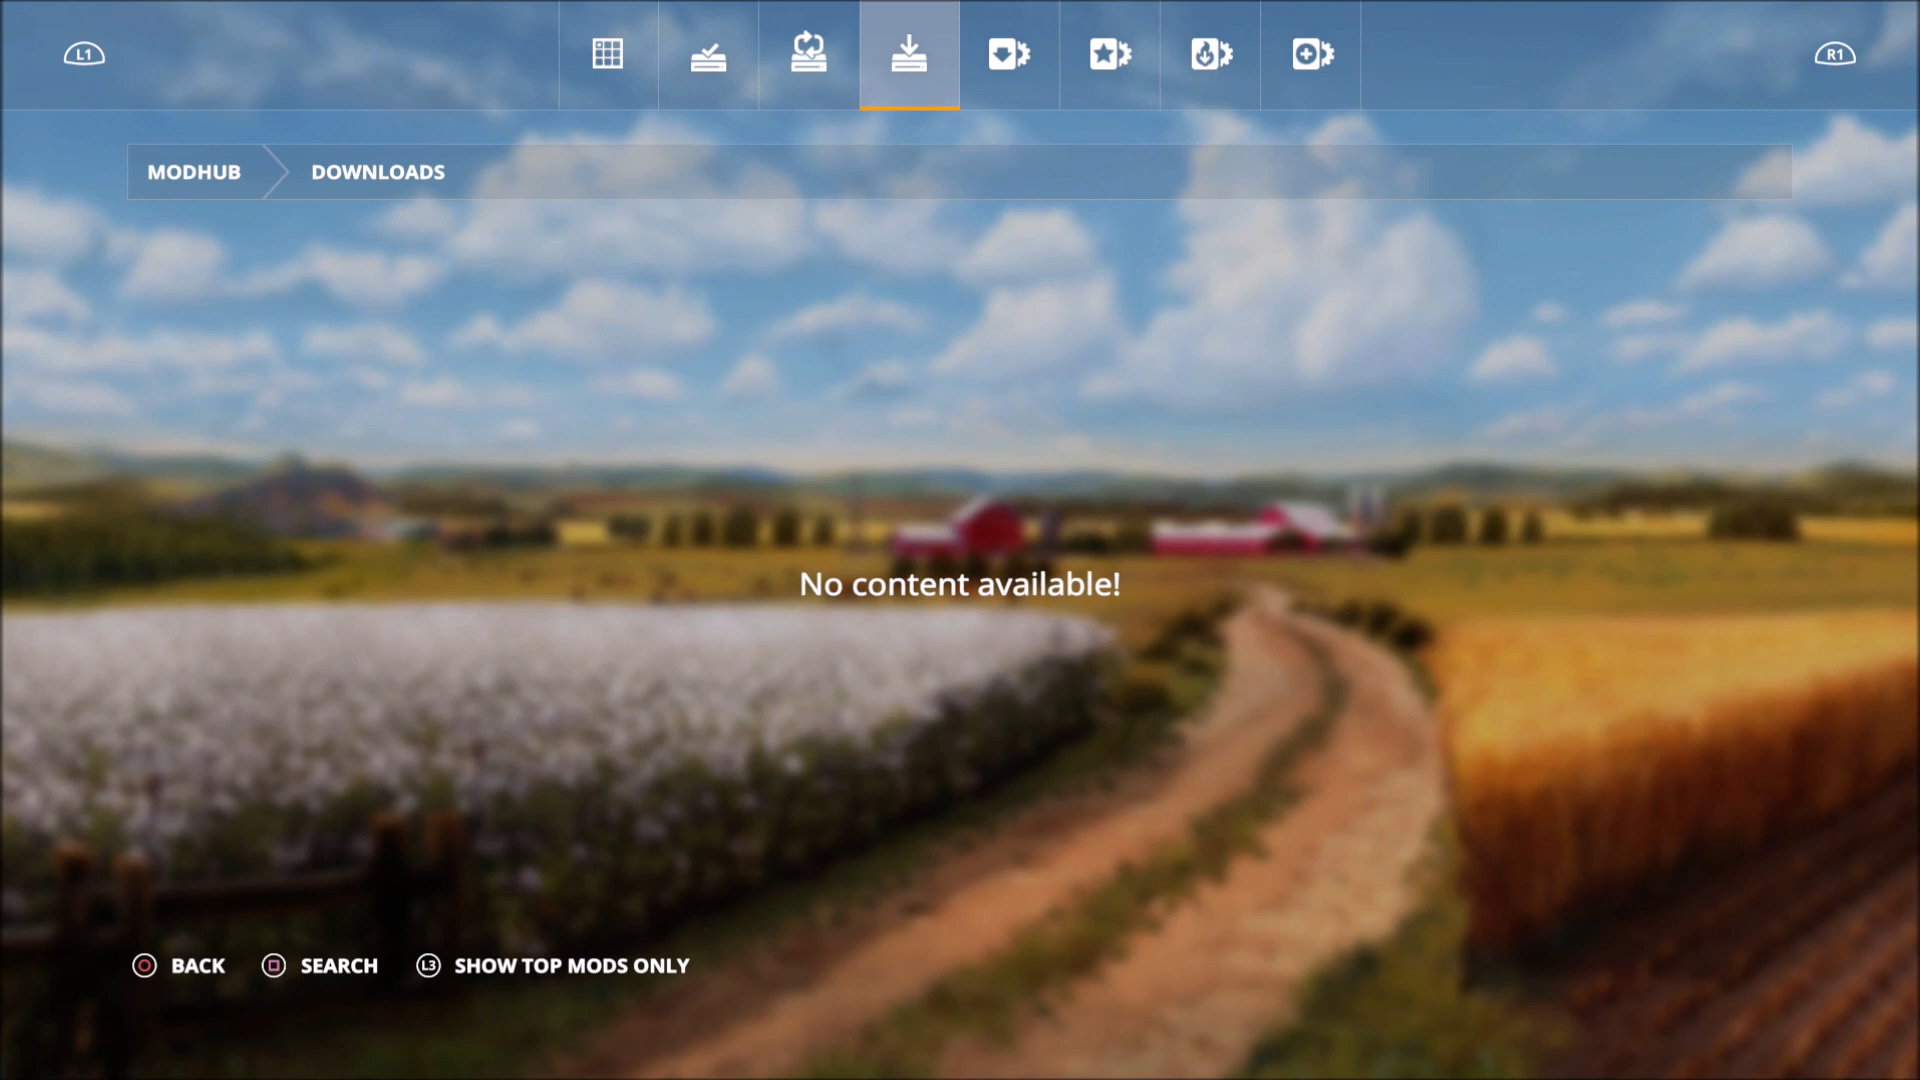 L1
R1
MODHUB
DOWNLOADS
No content available!
BACK
SEARCH
L3 SHOW TOP MODS ONLY